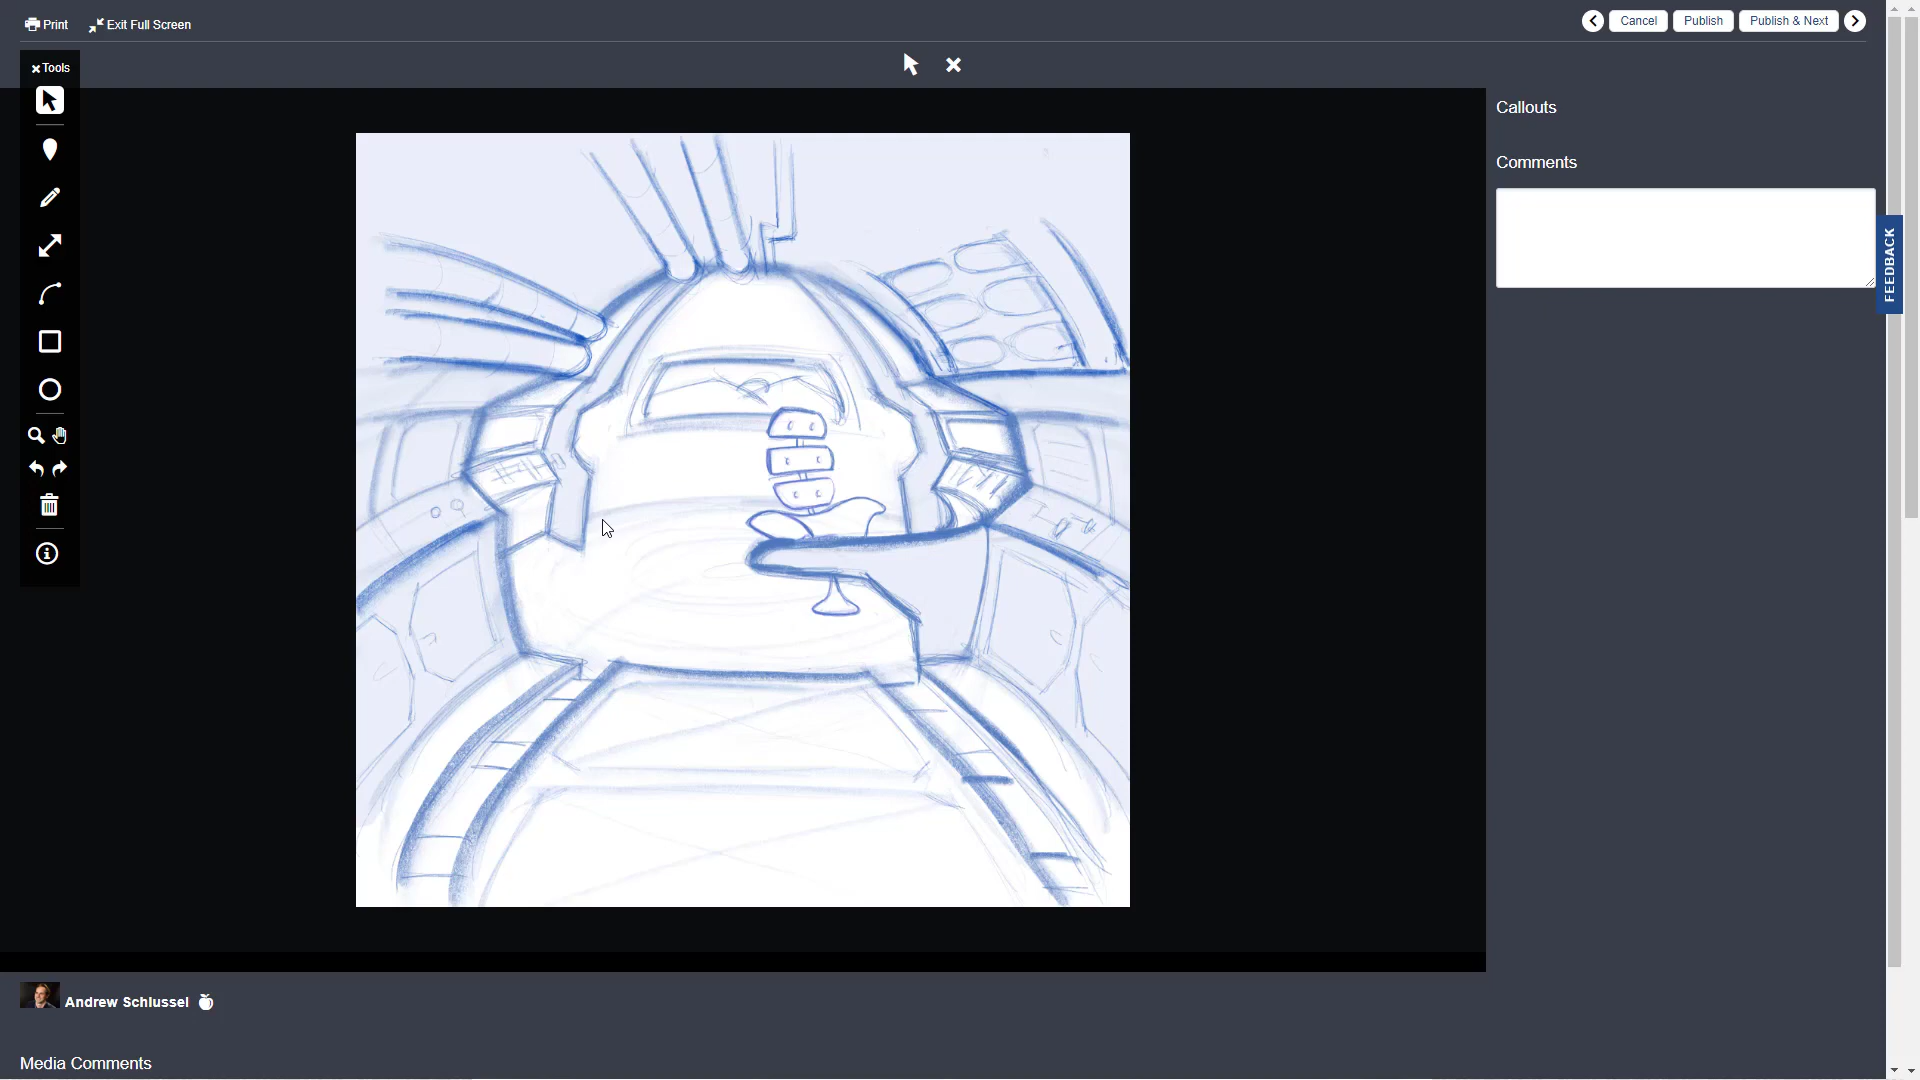 Print
Exit Full Screen
Cancel
Publish
Publish & Next
Tools
Callouts
Comments
FEEDBACK
Andrew Schlussel
Media Comments